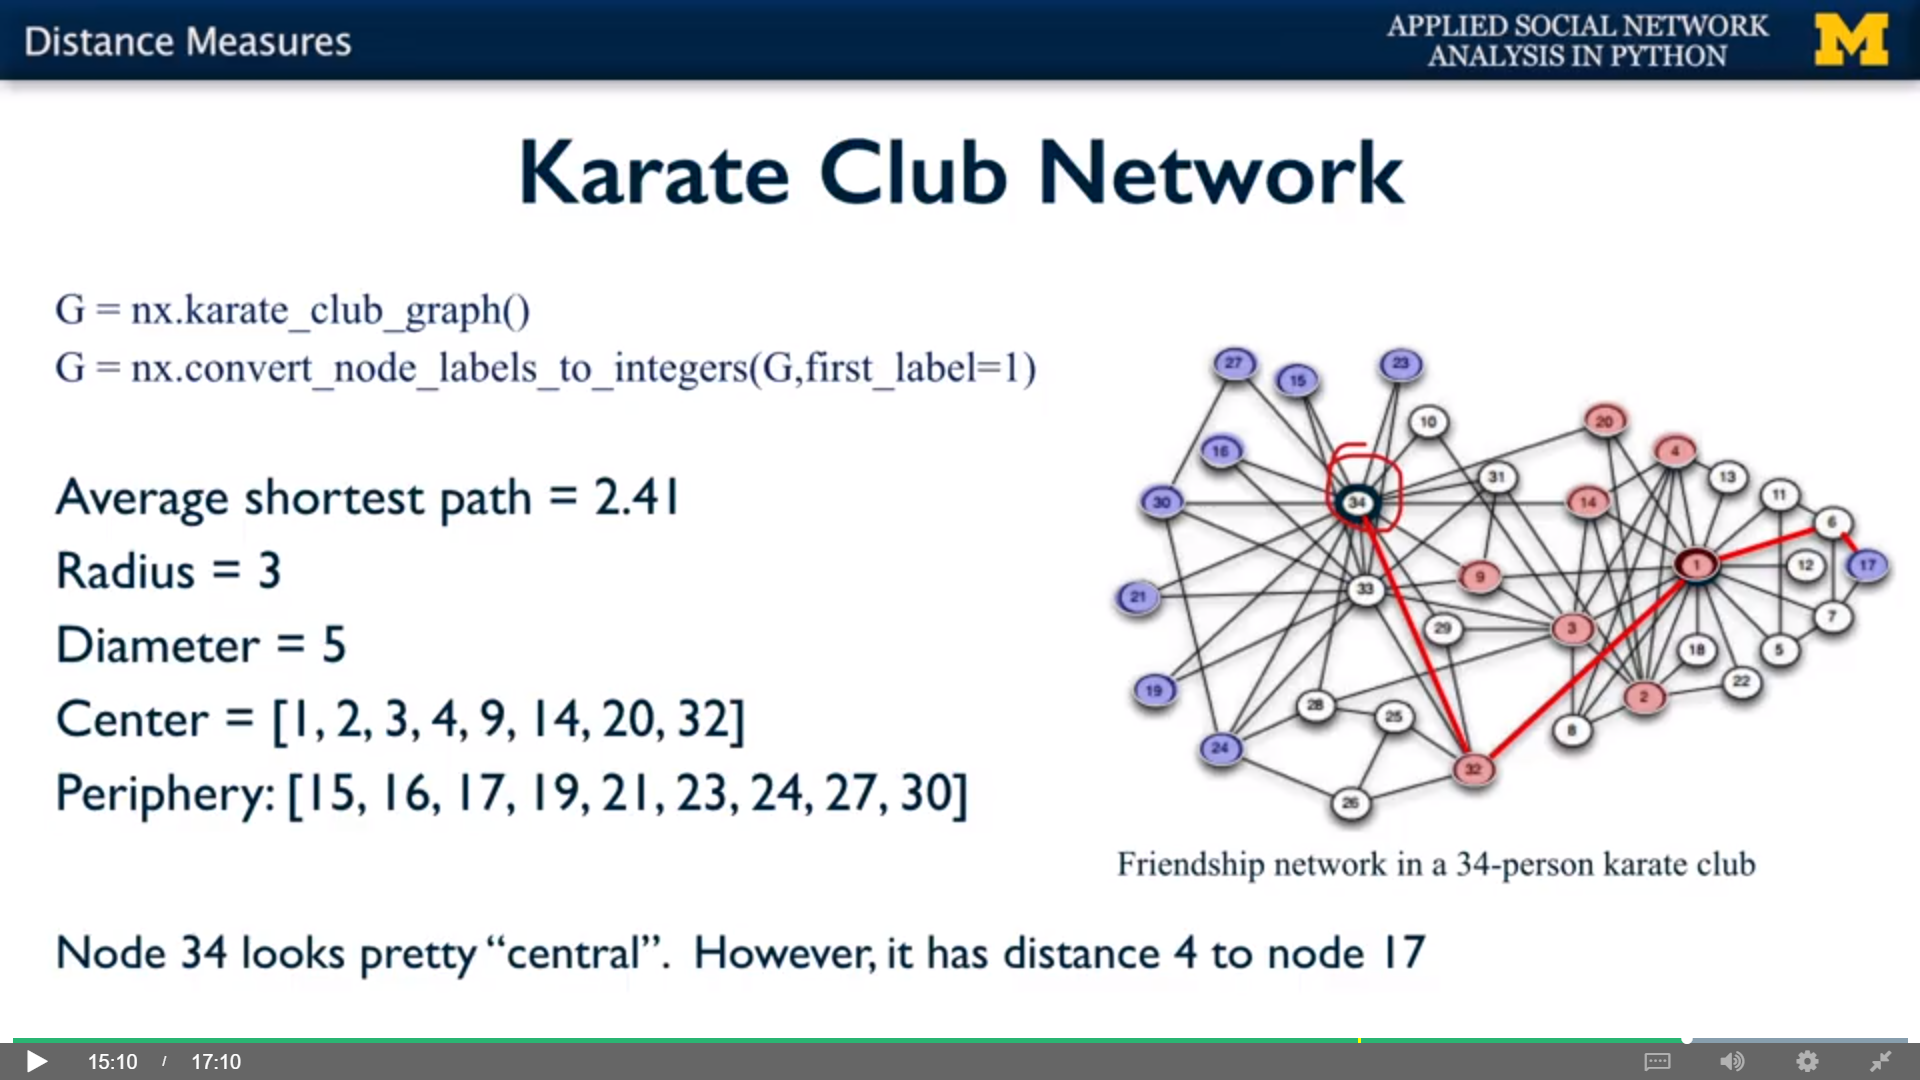 Distance Measures
APPLIED SOCIAL NETWORK
ANALYSIS IN PYTHON
M
Karate Club Network
G = nx.karate_club_graph()
G = nx.convert_node_labels_to_integers(G,first_label=1)
Average shortest path = 2.41
Radius = 3
Diameter = 5
Center = [1, 2, 3, 4, 9, 14, 20, 32]
Periphery: [15, 16, 17, 19, 21, 23, 24, 27, 30]
27
15
23
10
20
16
4
31
13
11
30
34
14
6
1
12
17
9
33
21
7
29
3
18
5
22
19
2
28
25
8
24
32
26
Friendship network in a 34-person karate club
Node 34 looks pretty “central”. However, it has distance 4 to node 17
15:10 / 17:10